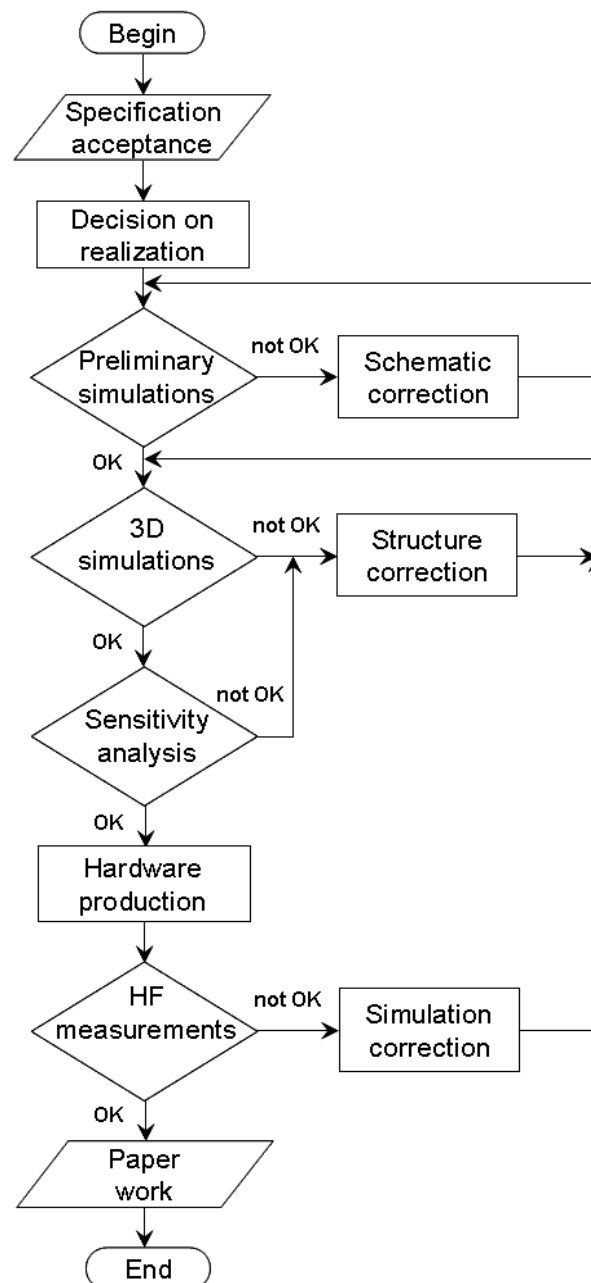 Begin
Specification
acceptance
Decision on
realization
Preliminary
simulations
not OK
Schematic
correction
OK
3D
simulations
not OK
Structure
correction
OK
Sensitivity
analysis
not OK
OK
Hardware
production
HF
measurements
not OK
Simulation
correction
OK
Paper
work
End